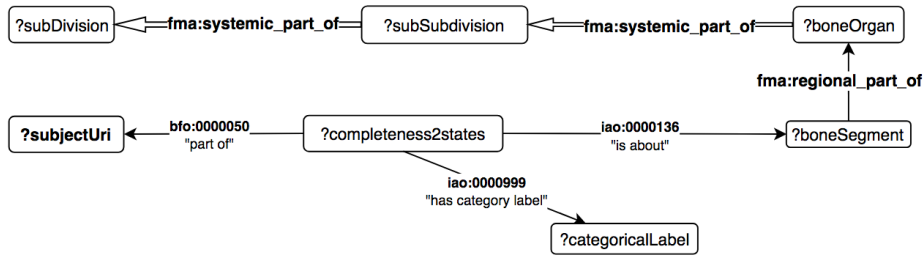 ?subDivision
fma:systemic_part_of
?subSubdivision
fma:systemic_part_of
?boneOrgan
fma:regional_part_of
?subjectUri
bfo:0000050
"part of"
?completeness2states
iao:0000136
"is about"
?boneSegment
iao:0000999
"has category label"
?categoricalLabel